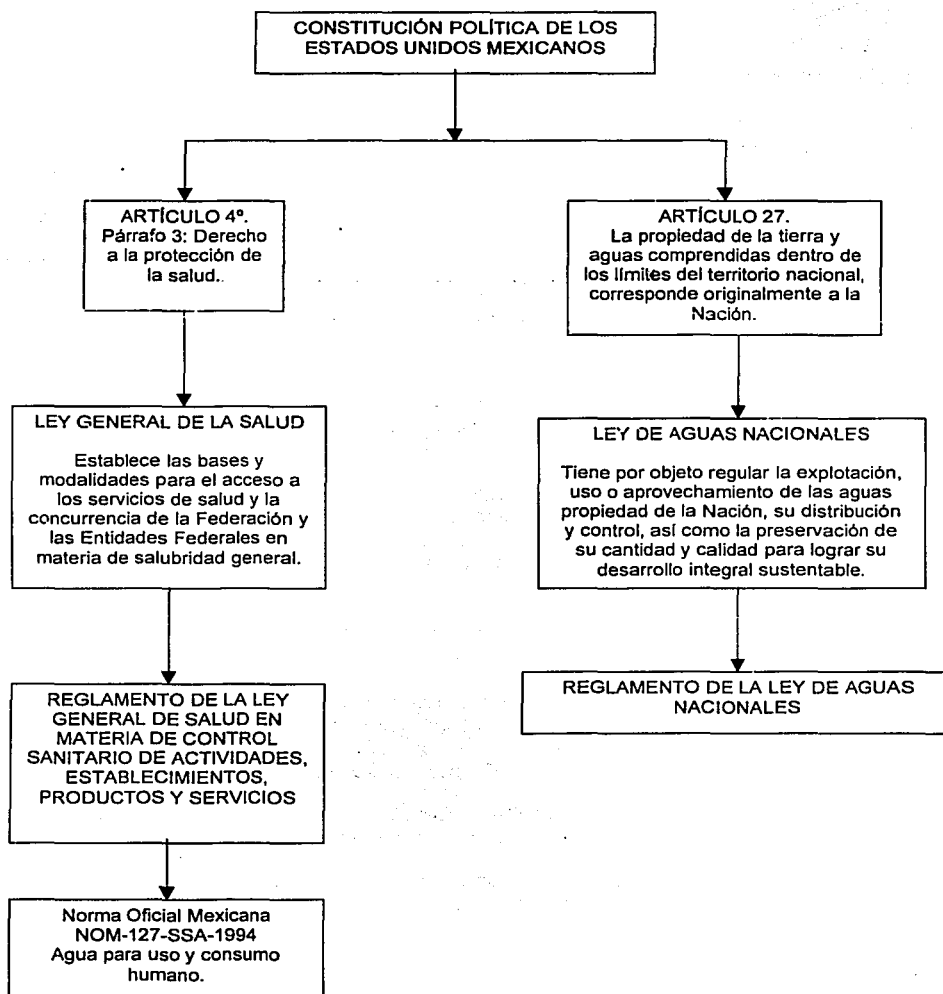 CONSTITUCIÓN POLÍTICA DE LOS
ESTADOS UNIDOS MEXICANOS
ARTÍCULO 4º.
Párrafo 3: Derecho
a la protección de
la salud.
ARTÍCULO 27.
La propiedad de la tierra y
aguas comprendidas dentro de
los límites del territorio nacional,
corresponde originalmente a la
Nación.
LEY GENERAL DE LA SALUD
Establece las bases y
modalidades para el acceso a
los servicios de salud y la
concurrencia de la Federación y
las Entidades Federales en
materia de salubridad general.
LEY DE AGUAS NACIONALES
Tiene por objeto regular la explotación,
uso o aprovechamiento de las aguas
propiedad de la Nación, su distribución
y control, así como la preservación de
su cantidad y calidad para lograr su
desarrollo integral sustentable.
REGLAMENTO DE LA LEY
GENERAL DE SALUD EN
MATERIA DE CONTROL
SANITARIO DE ACTIVIDADES,
ESTABLECIMIENTOS,
PRODUCTOS Y SERVICIOS
REGLAMENTO DE LA LEY DE AGUAS
NACIONALES
Norma Oficial Mexicana
NOM-127-SSA-1994
Agua para uso y consumo
humano.